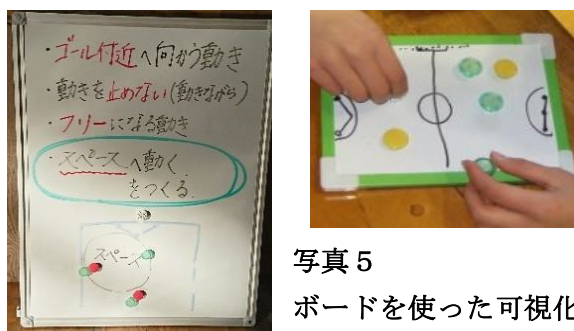 ・ゴール付近へ向かう動き
・動きを止めない(動きながら)
・フリーになる動き
・スペースへ動く
をつくる
スペース
写真5
ボードを使った可視化